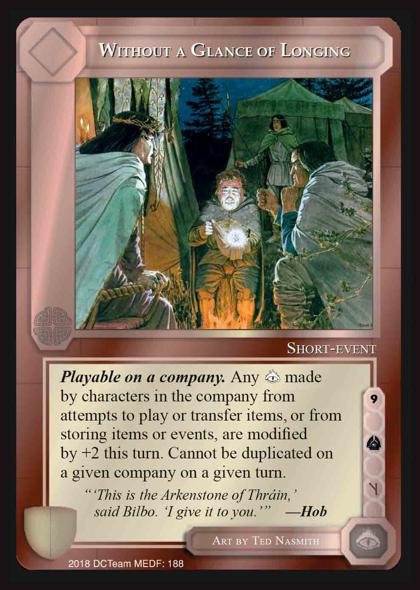 Without a Glance of Longing
Short-event
Playable on a company. Any made
by characters in the company from
attempts to play or transfer items, or from
storing items or events, are modified
by +2 this turn. Cannot be duplicated on
a given company on a given turn.
“‘This is the Arkenstone of Thráin,’
said Bilbo. ‘I give it to you.’” —Hob
9
Art by Ted Nasmith
2018 DCTeam MEDF: 188